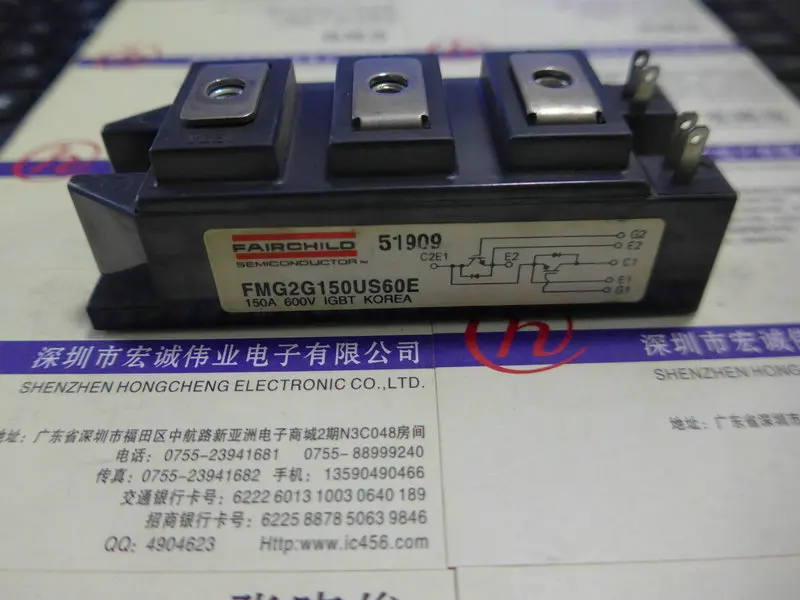 FAIRCHILD
SEMICONDUCTOR™
51909
FMG2G150US60E
150A 600V IGBT KOREA
C2E1
E2
G2
E2
C1
E1
G1
深圳市宏诚伟业电子有限公司
SHENZHEN HONGCHENG ELECTRONIC CO.,LTD.
地址：广东省深圳市福田区中航路新亚洲电子商城2期N3C048房间
电话：0755-23941681 0755-88999240
传真：0755-23941682 手机：13590490466
交通银行卡号：6222 6013 1003 0640 189
招商银行卡号：6225 8878 5063 9846
QQ：4904623 Http:www.ic456.com
深圳市宏诚伟业
SHENZHEN HONGC
地址：广东省深圳